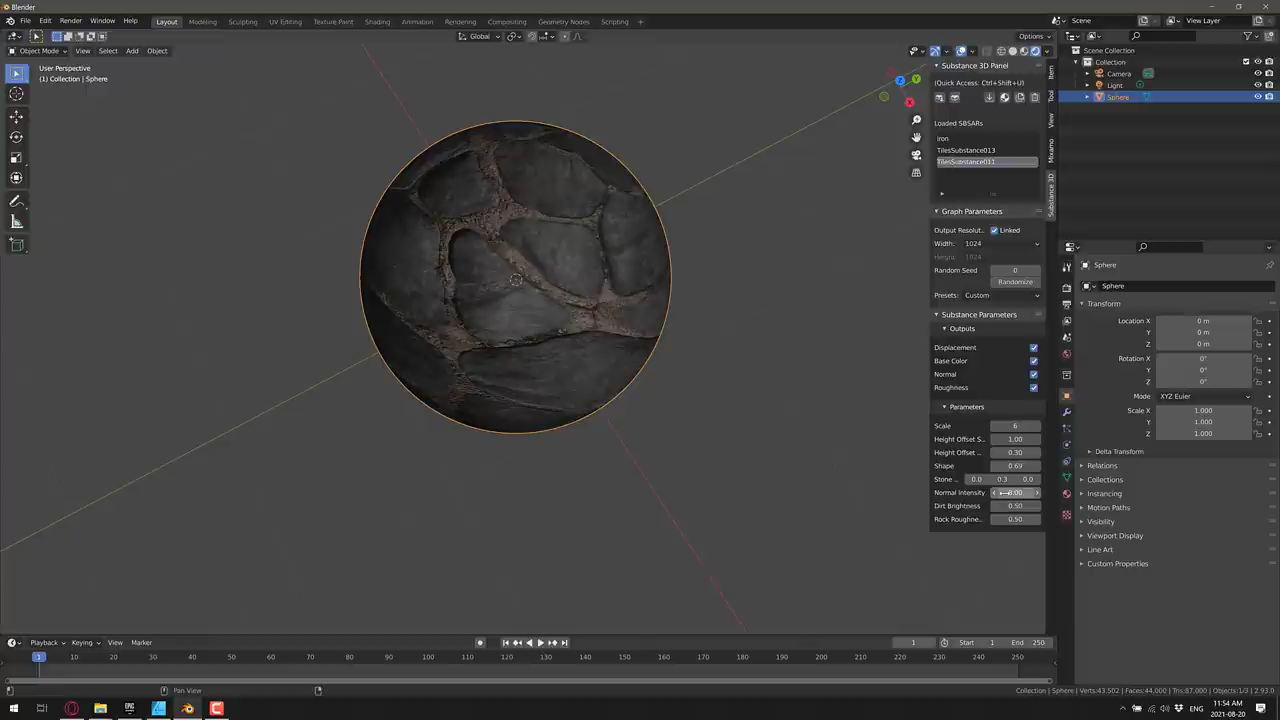 Blender
File Edit Render Window Help Layout Modeling Sculpting UV Editing Texture Paint Shading Animation Rendering Compositing Geometry Nodes Scripting + Scene View Layer
Global Options
Object Mode View Select Add Object
User Perspective
(1) Collection | Sphere
Substance 3D Panel
(Quick Access: Ctrl+Shift+U)
Loaded SBSARs
iron
TilesSubstance013
TilesSubstance011
Graph Parameters
Output Resolut.. Linked
Width: 1024
Height: 1024
Random Seed 0
Randomize
Presets: Custom
Substance Parameters
Outputs
Displacement
Base Color
Normal
Roughness
Parameters
Scale 6
Height Offset S.. 1.00
Height Offset .. 0.30
Shape 0.69
Stone .. 0.0 0.3 0.0
Normal Intensity
Dirt Brightness 0.50
Rock Roughne.. 0.50
Item
Tool
View
Mixamo
Substance 3D
Scene Collection
Collection
Camera
Light
Sphere
Sphere
Sphere
Transform
Location X 0 m
Y 0 m
Z 0 m
Rotation X 0°
Y 0°
Z 0°
Mode XYZ Euler
Scale X 1.000
Y 1.000
Z 1.000
Delta Transform
Relations
Collections
Instancing
Motion Paths
Visibility
Viewport Display
Line Art
Custom Properties
Playback Keying View Marker 1 Start 1 End 250
1 10 20 30 40 50 60 70 80 90 100 110 120 130 140 150 160 170 180 190 200 210 220 230 240 250
Pan View
Collection | Sphere | Verts:43,502 | Faces:44,000 | Tris:87,000 | Objects:1/3 | 2.93.0
ENG
11:54 AM
2021-08-20